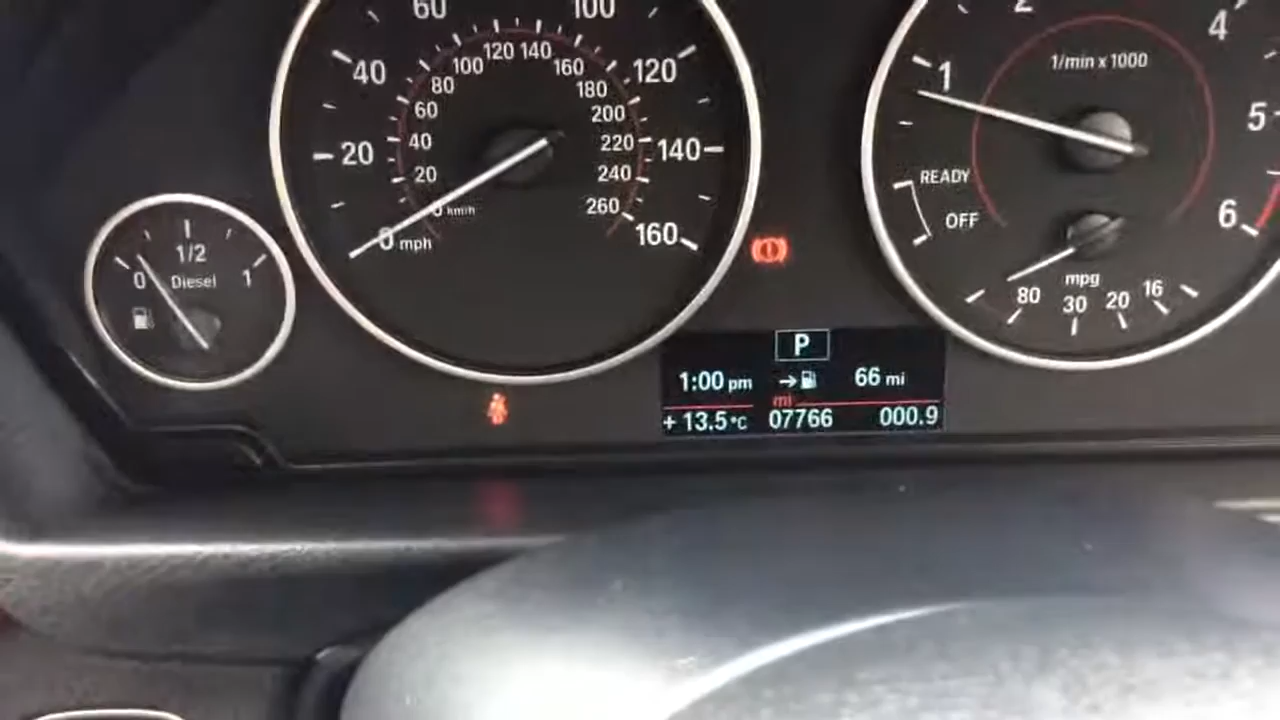 60 100
40 120
20 140
0 mph 160
100 120 140 160
80 180
60 200
40 220
20 240
0 km/h 260
1/2
0 Diesel 1
1 2 4 5 6
1/min x 1000
READY
OFF
mpg
80 30 20 16
P
1:00 pm 66 mi
mi
+ 13.5 °C 07766 000.9